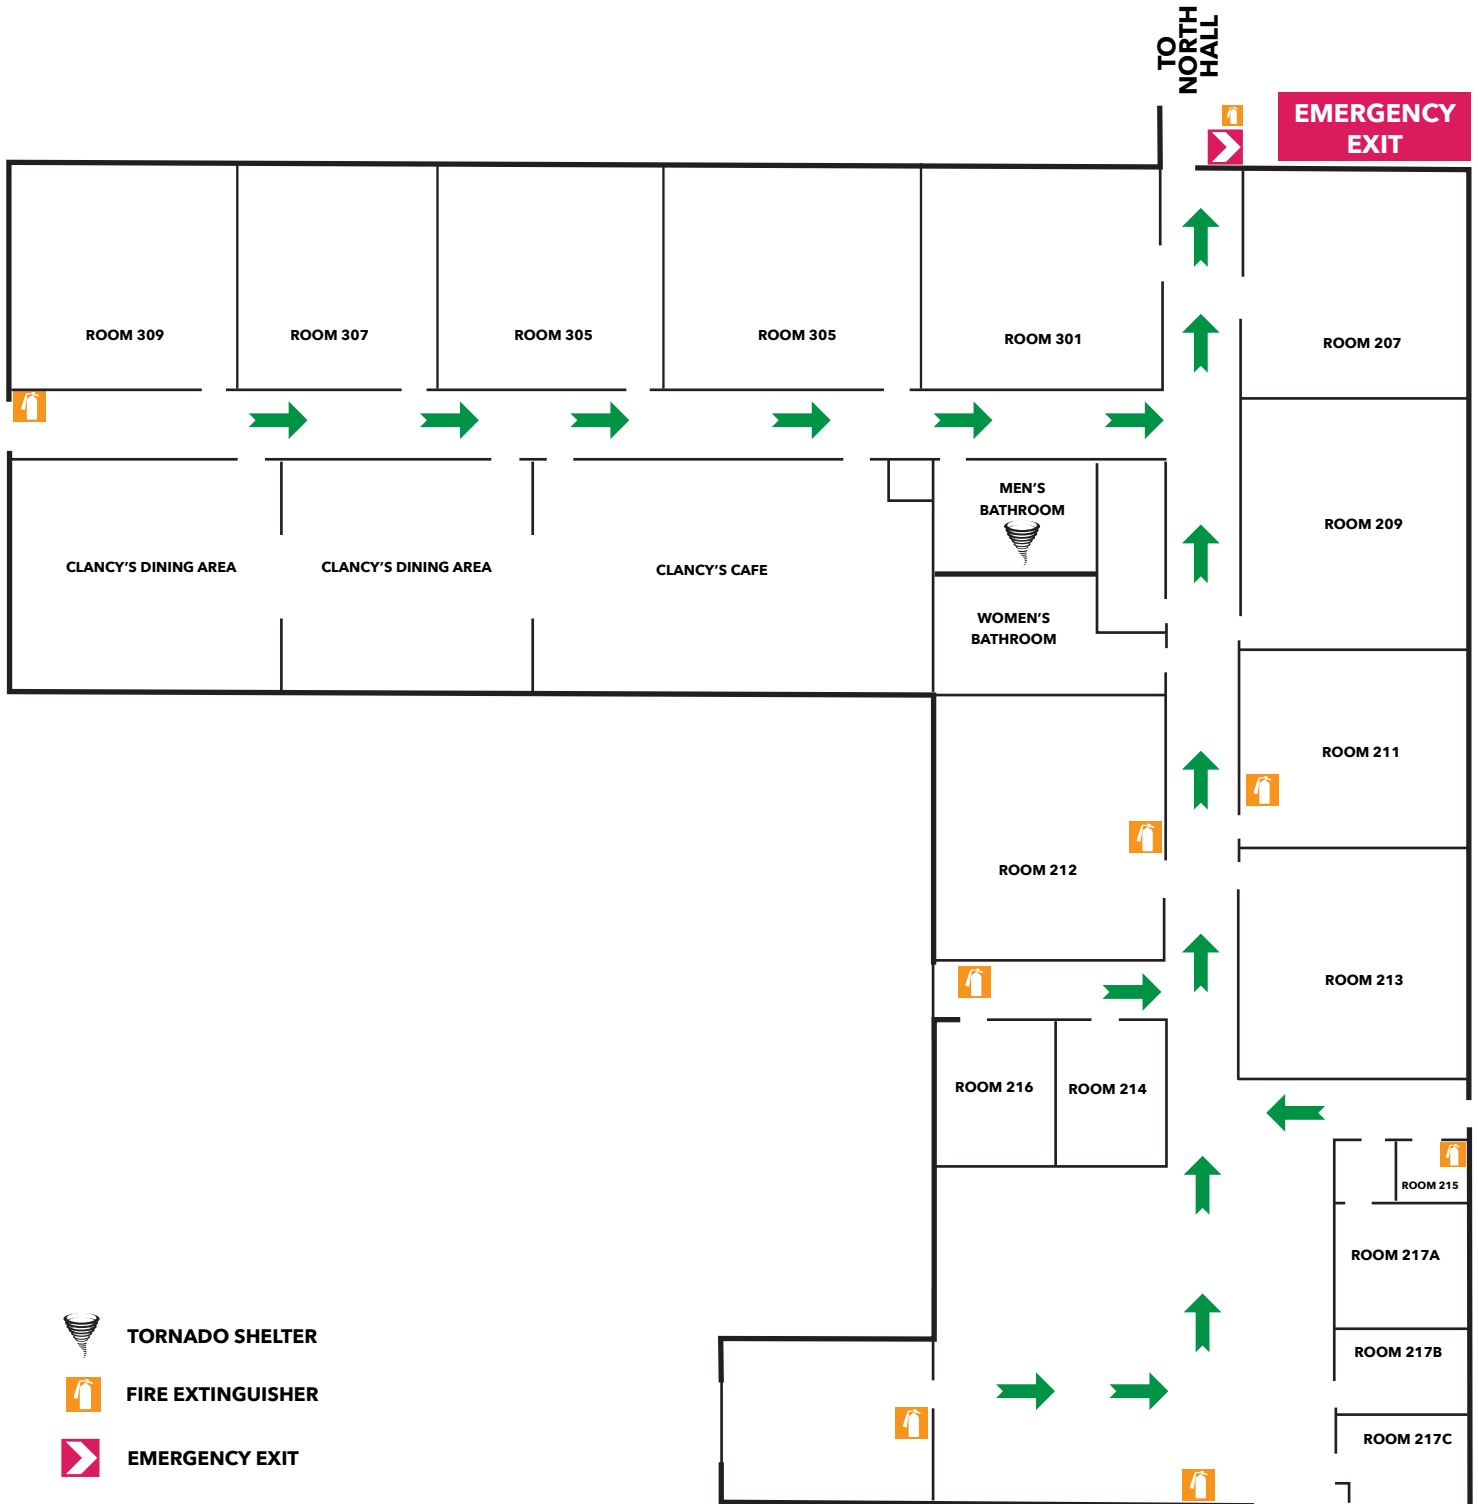 TO
NORTH
HALL
EMERGENCY
EXIT
ROOM 309
ROOM 307
ROOM 305
ROOM 305
ROOM 301
ROOM 207
MEN'S
BATHROOM
ROOM 209
CLANCY'S DINING AREA
CLANCY'S DINING AREA
CLANCY'S CAFE
WOMEN'S
BATHROOM
ROOM 211
ROOM 212
ROOM 213
ROOM 216
ROOM 214
ROOM 215
ROOM 217A
ROOM 217B
ROOM 217C
TORNADO SHELTER
FIRE EXTINGUISHER
EMERGENCY EXIT